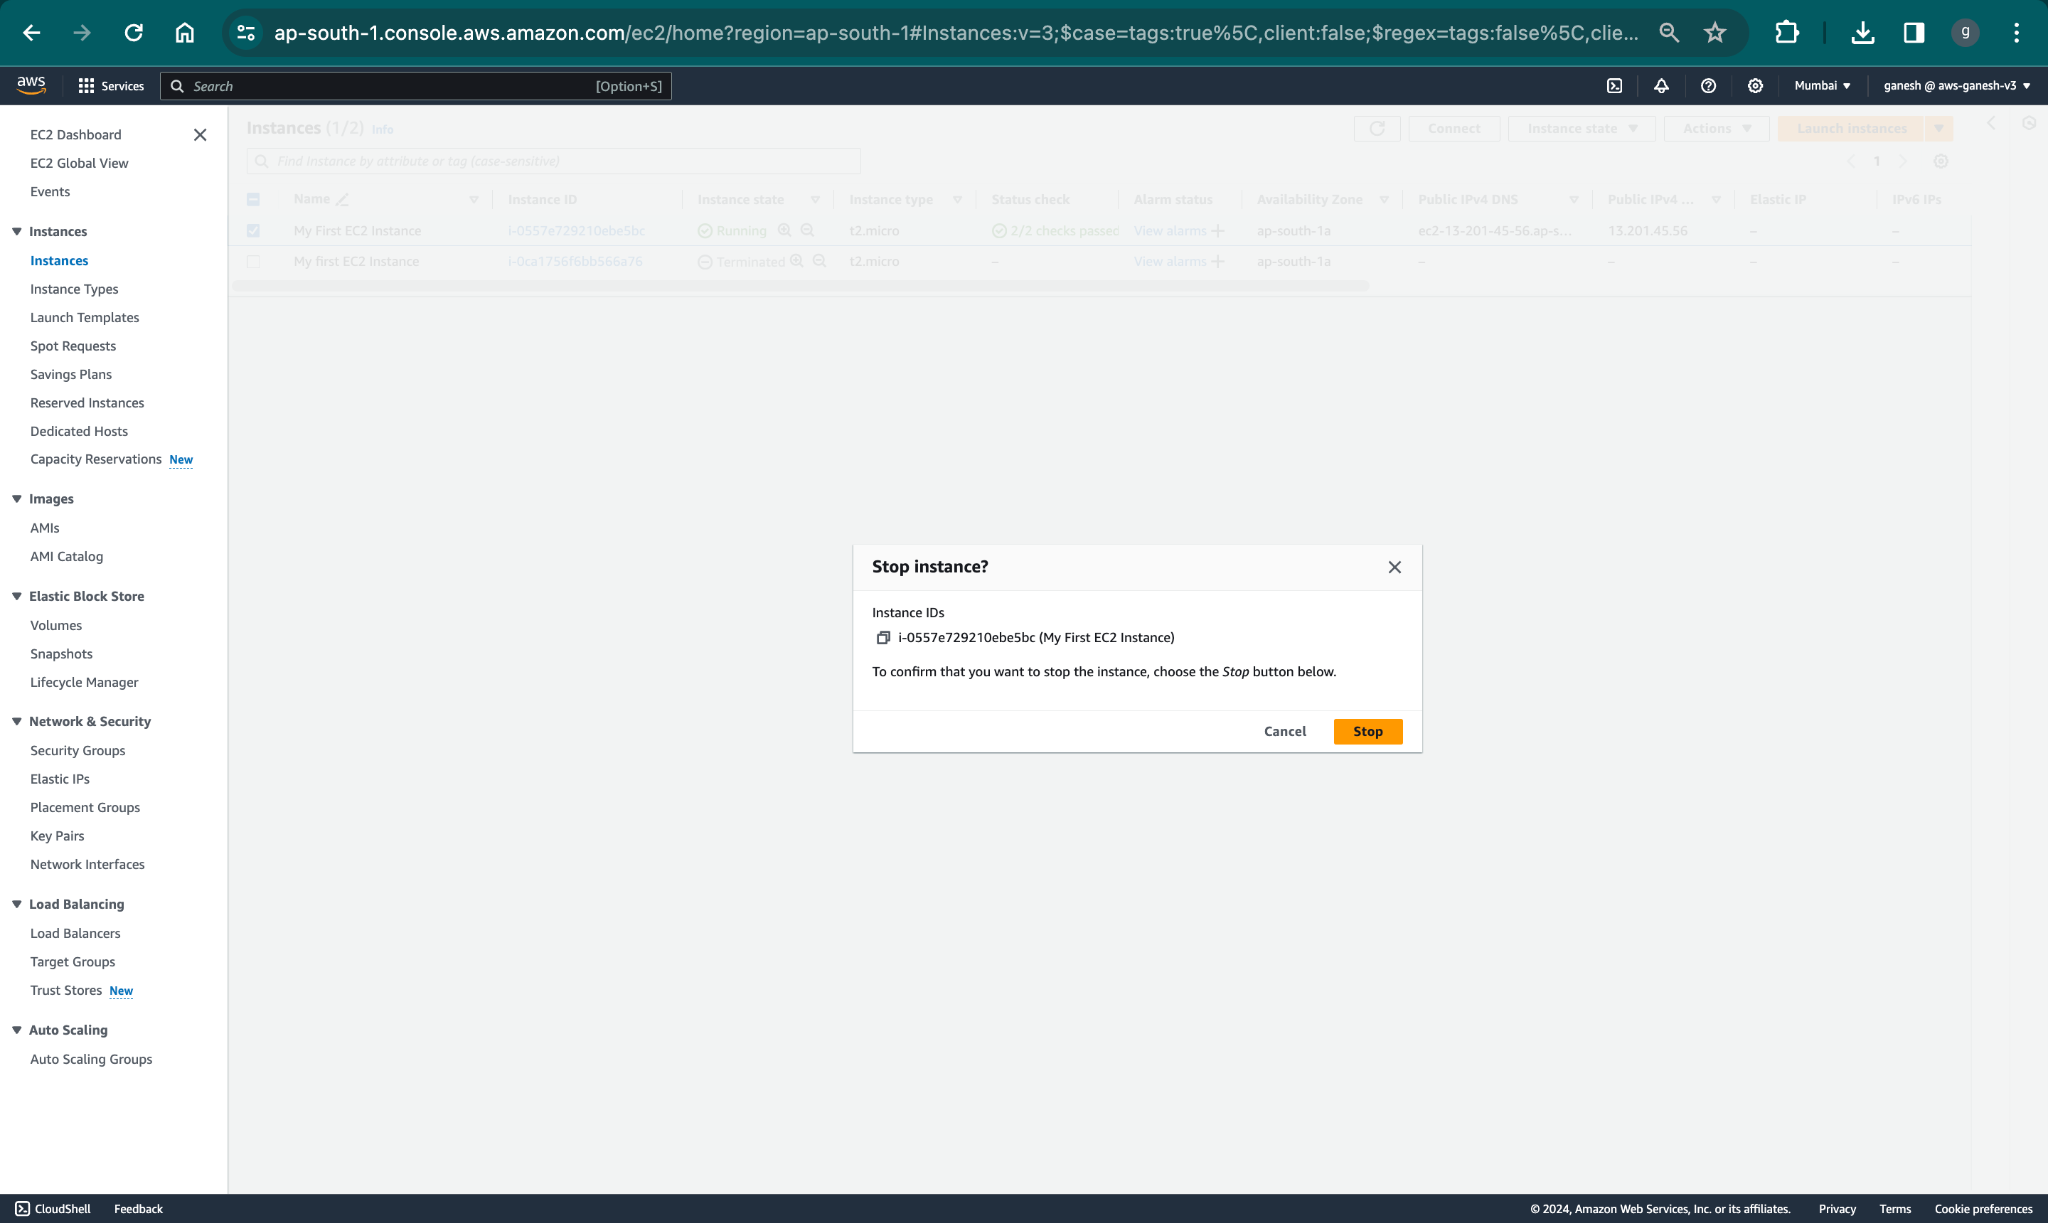 ap-south-1.console.aws.amazon.com/ec2/home?region=ap-south-1#Instances:v=3;$case=tags:true%5C,client:false;$regex=tags:false%5C,clie...
g
aws
Services
Search
[Option+S]
Mumbai
ganesh @ aws-ganesh-v3
EC2 Dashboard
EC2 Global View
Events
Instances
Instances
Instance Types
Launch Templates
Spot Requests
Savings Plans
Reserved Instances
Dedicated Hosts
Capacity Reservations New
Images
AMIs
AMI Catalog
Elastic Block Store
Volumes
Snapshots
Lifecycle Manager
Network & Security
Security Groups
Elastic IPs
Placement Groups
Key Pairs
Network Interfaces
Load Balancing
Load Balancers
Target Groups
Trust Stores New
Auto Scaling
Auto Scaling Groups
Instances (1/2) Info
Connect
Instance state
Actions
Launch instances
Find Instance by attribute or tag (case-sensitive)
1
Name Instance ID Instance state Instance type Status check Alarm status Availability Zone Public IPv4 DNS Public IPv4 ... Elastic IP IPv6 IPs
My First EC2 Instance i-0557e729210ebe5bc Running t2.micro 2/2 checks passed View alarms + ap-south-1a ec2-13-201-45-56.ap-s... 13.201.45.56 – –
My first EC2 Instance i-0ca1756f6bb566a76 Terminated t2.micro – View alarms + ap-south-1a – – – –
Stop instance?
Instance IDs
i-0557e729210ebe5bc (My First EC2 Instance)
To confirm that you want to stop the instance, choose the Stop button below.
Cancel
Stop
CloudShell
Feedback
© 2024, Amazon Web Services, Inc. or its affiliates.
Privacy
Terms
Cookie preferences